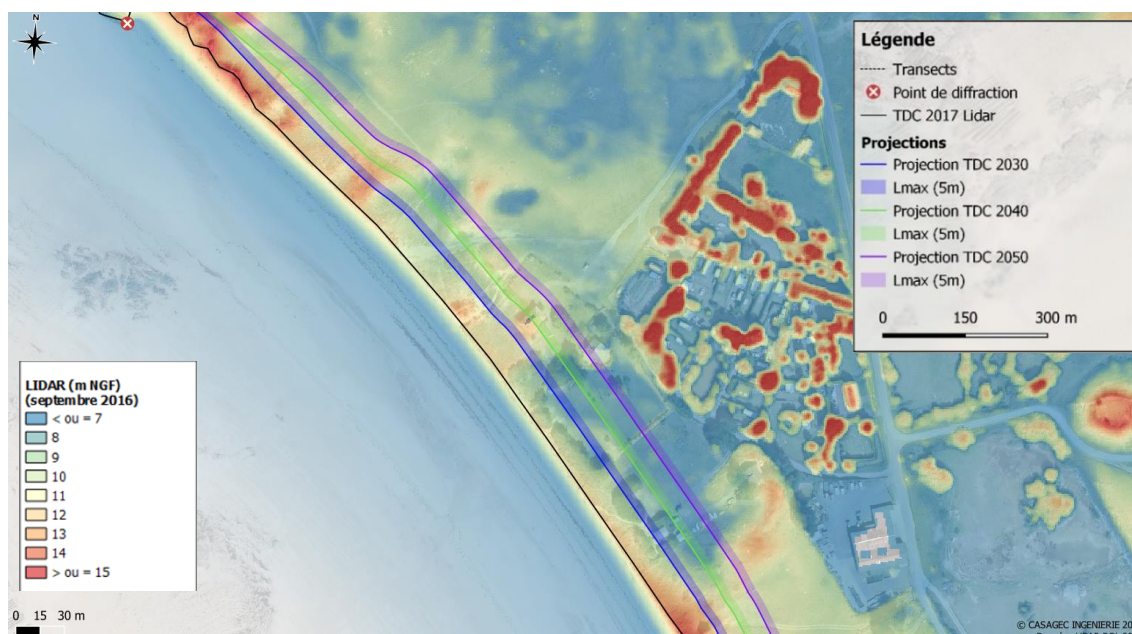 N
Légende
Transects
Point de diffraction
TDC 2017 Lidar
Projections
Projection TDC 2030
Lmax (5m)
Projection TDC 2040
Lmax (5m)
Projection TDC 2050
Lmax (5m)
0 150 300 m
LIDAR (m NGF)
(septembre 2016)
< ou = 7
8
9
10
11
12
13
14
> ou = 15
0 15 30 m
© CASAGEC INGENIERIE 20